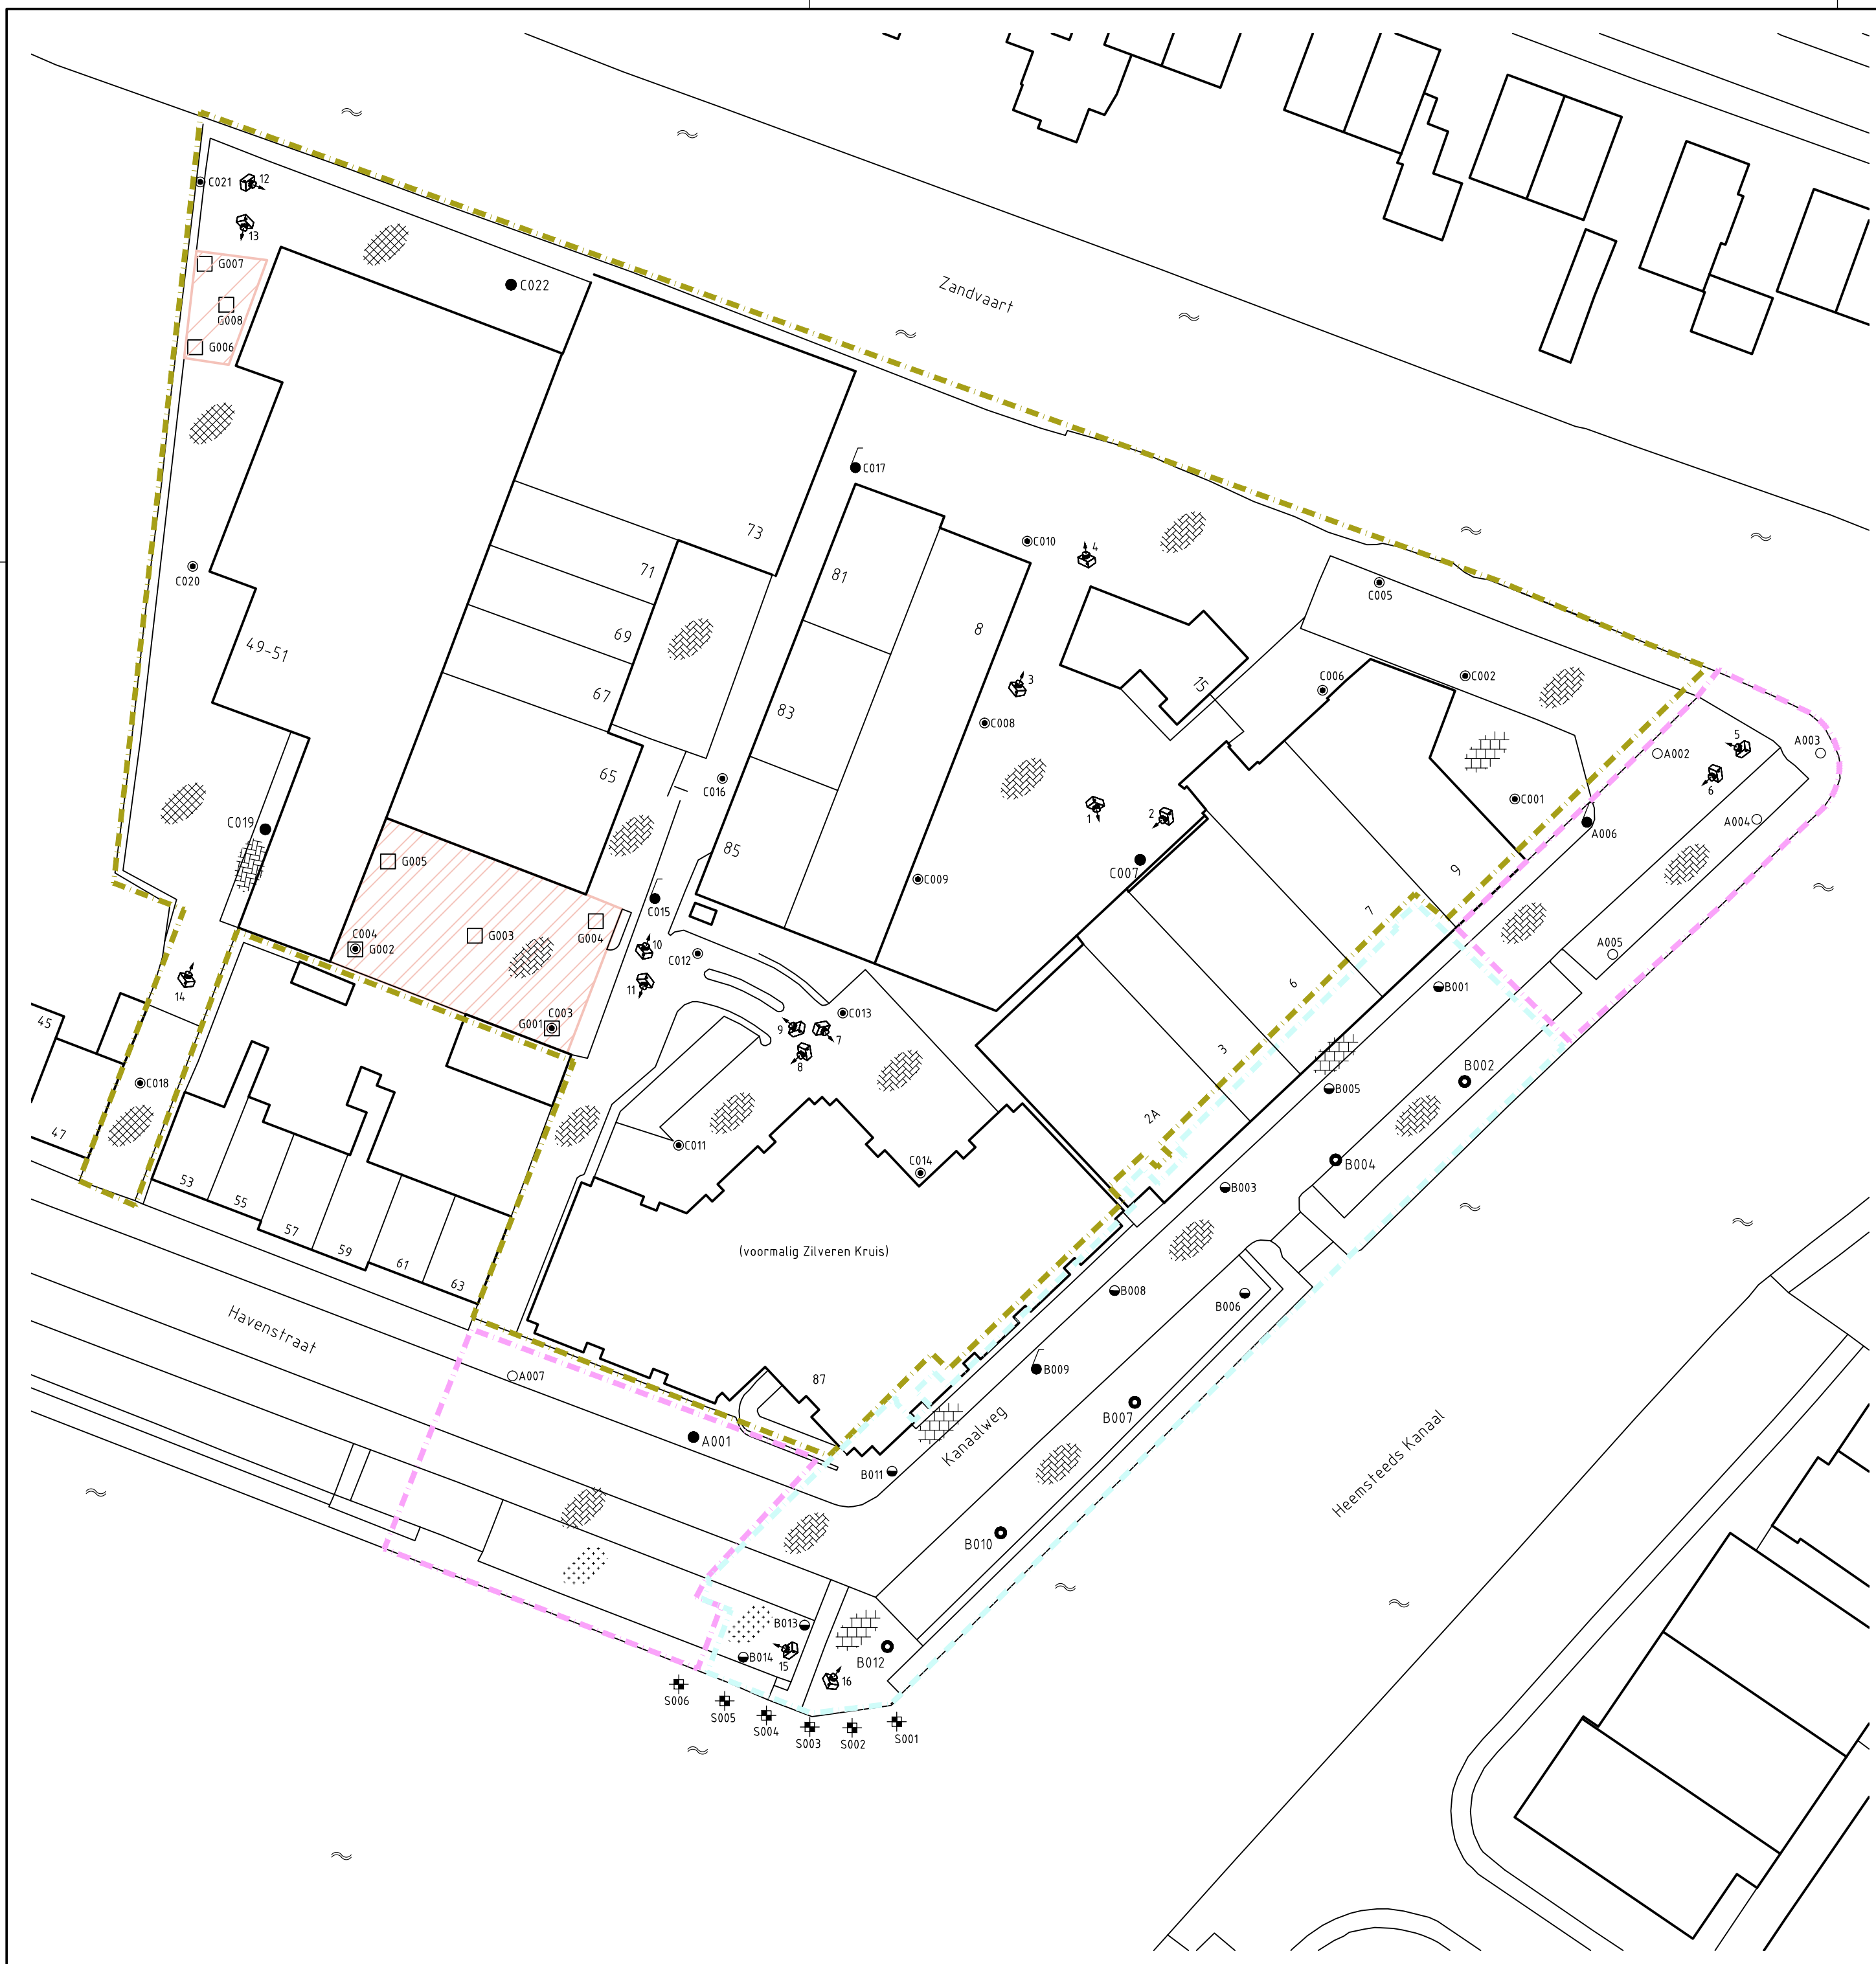 C021
12
13
G007
G008
G006
C022
Zandvaart
C017
73
C010
4
71
81
C020
C005
69
8
49-51
67
3
15
C006
C002
83
C008
5
A002
A003
65
C016
6
C001
1
2
A004
C019
A006
85
C007
G005
9
C009
C015
7
C004
G002
G003
G004
10
C012
A005
14
11
6
B001
C003
G001
C013
45
9
7
3
8
B005
B002
C018
2A
47
C011
C014
B004
53
B003
55
57
(voormalig Zilveren Kruis)
59
61
63
B008
B006
Havenstraat
87
B009
A007
B007
A001
Kanaalweg
Heemsteeds Kanaal
B011
B010
B013
B014
15
B012
16
S006
S005
S004
S003
S002
S001